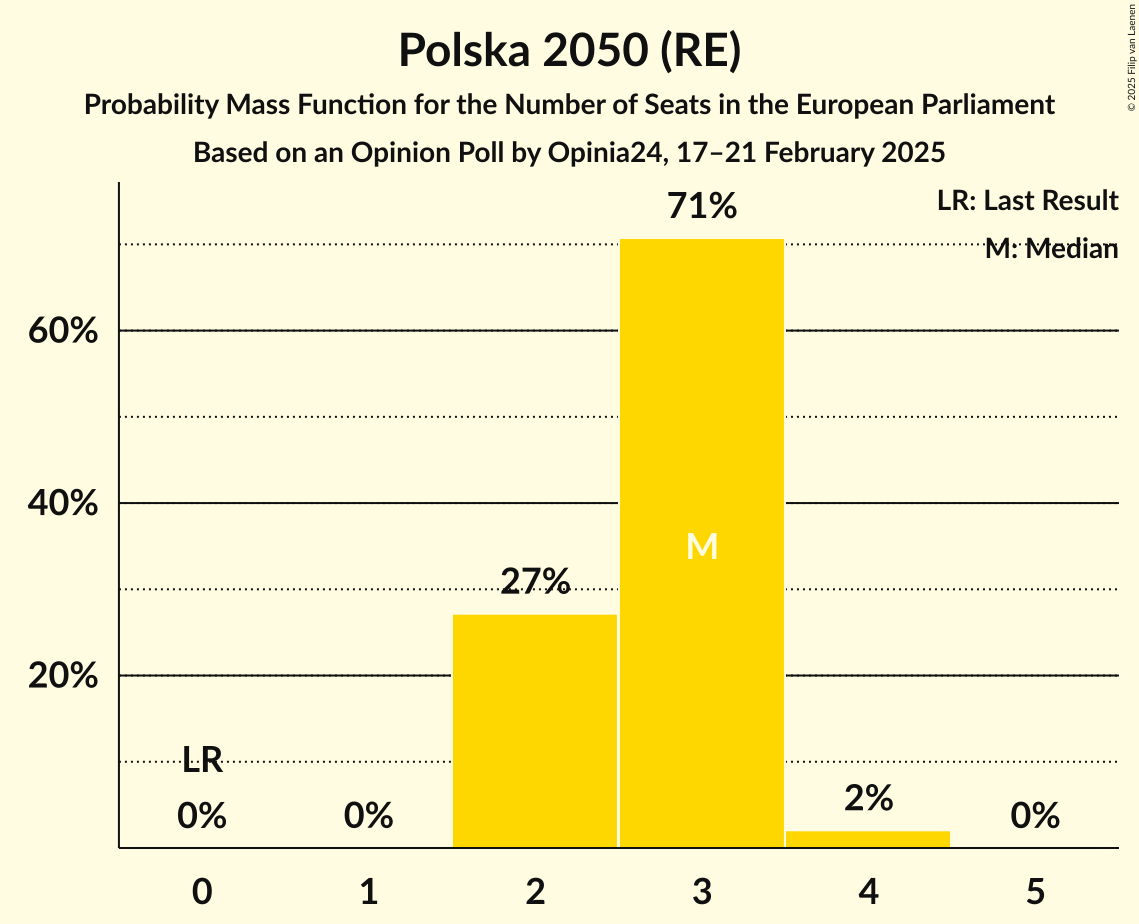 Polska 2050 (RE)
Probability Mass Function for the Number of Seats in the European Parliament
Based on an Opinion Poll by Opinia24, 17–21 February 2025
© 2025 Filip van Laenen
LR: Last Result
M: Median
71%
60%
40%
M
27%
20%
LR
0%
0%
2%
0%
0
1
2
3
4
5